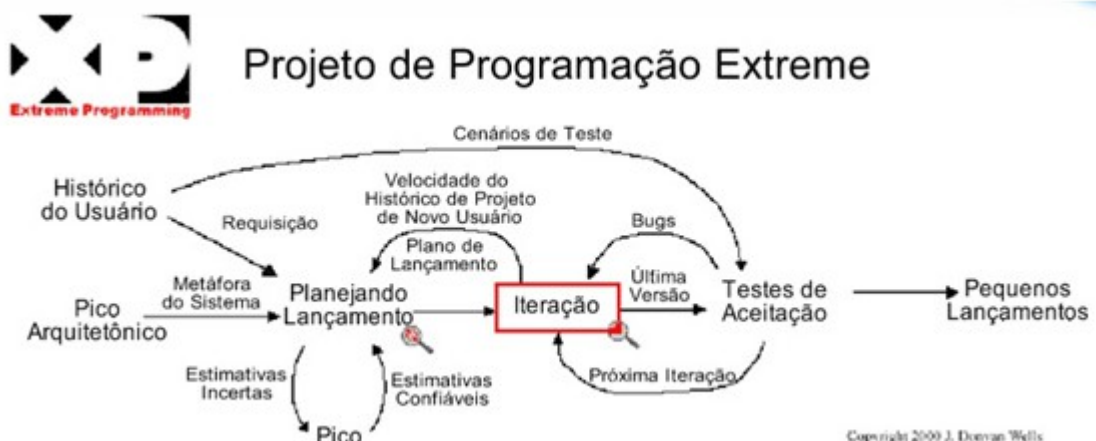 XP
Extreme Programming
Projeto de Programação Extreme
Cenários de Teste
Histórico
do Usuário
Requisição
Velocidade do
Histórico de Projeto
de Novo Usuário
Bugs
Plano de
Lançamento
Pico
Arquitetônico
Metáfora
do Sistema
Planejando
Lançamento
Iteração
Última
Versão
Testes de
Aceitação
Pequenos
Lançamentos
Estimativas
Incertas
Estimativas
Confiáveis
Próxima Iteração
Pico
Copyright 2000 J. Donvan Wells